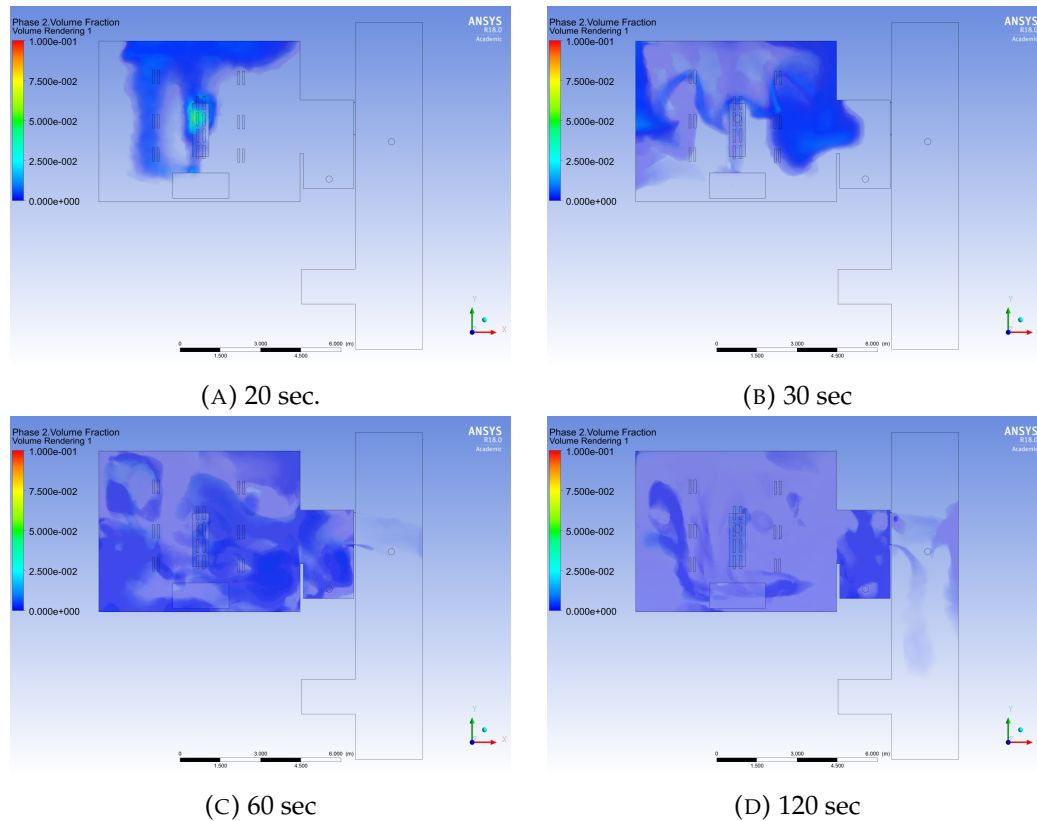 Phase 2.Volume Fraction
Volume Rendering 1
1.000e-001
7.500e-002
5.000e-002
2.500e-002
0.000e+000
ANSYS
R18.0
Academic
Y
X
0 3.000 6.000 (m)
1.500 4.500
(A) 20 sec.
Phase 2.Volume Fraction
Volume Rendering 1
1.000e-001
7.500e-002
5.000e-002
2.500e-002
0.000e+000
ANSYS
R18.0
Academic
Y
X
0 3.000 6.000 (m)
1.500 4.500
(B) 30 sec
Phase 2.Volume Fraction
Volume Rendering 1
1.000e-001
7.500e-002
5.000e-002
2.500e-002
0.000e+000
ANSYS
R18.0
Academic
Y
X
0 3.000 6.000 (m)
1.500 4.500
(C) 60 sec
Phase 2.Volume Fraction
Volume Rendering 1
1.000e-001
7.500e-002
5.000e-002
2.500e-002
0.000e+000
ANSYS
R18.0
Academic
Y
X
0 3.000 6.000 (m)
1.500 4.500
(D) 120 sec